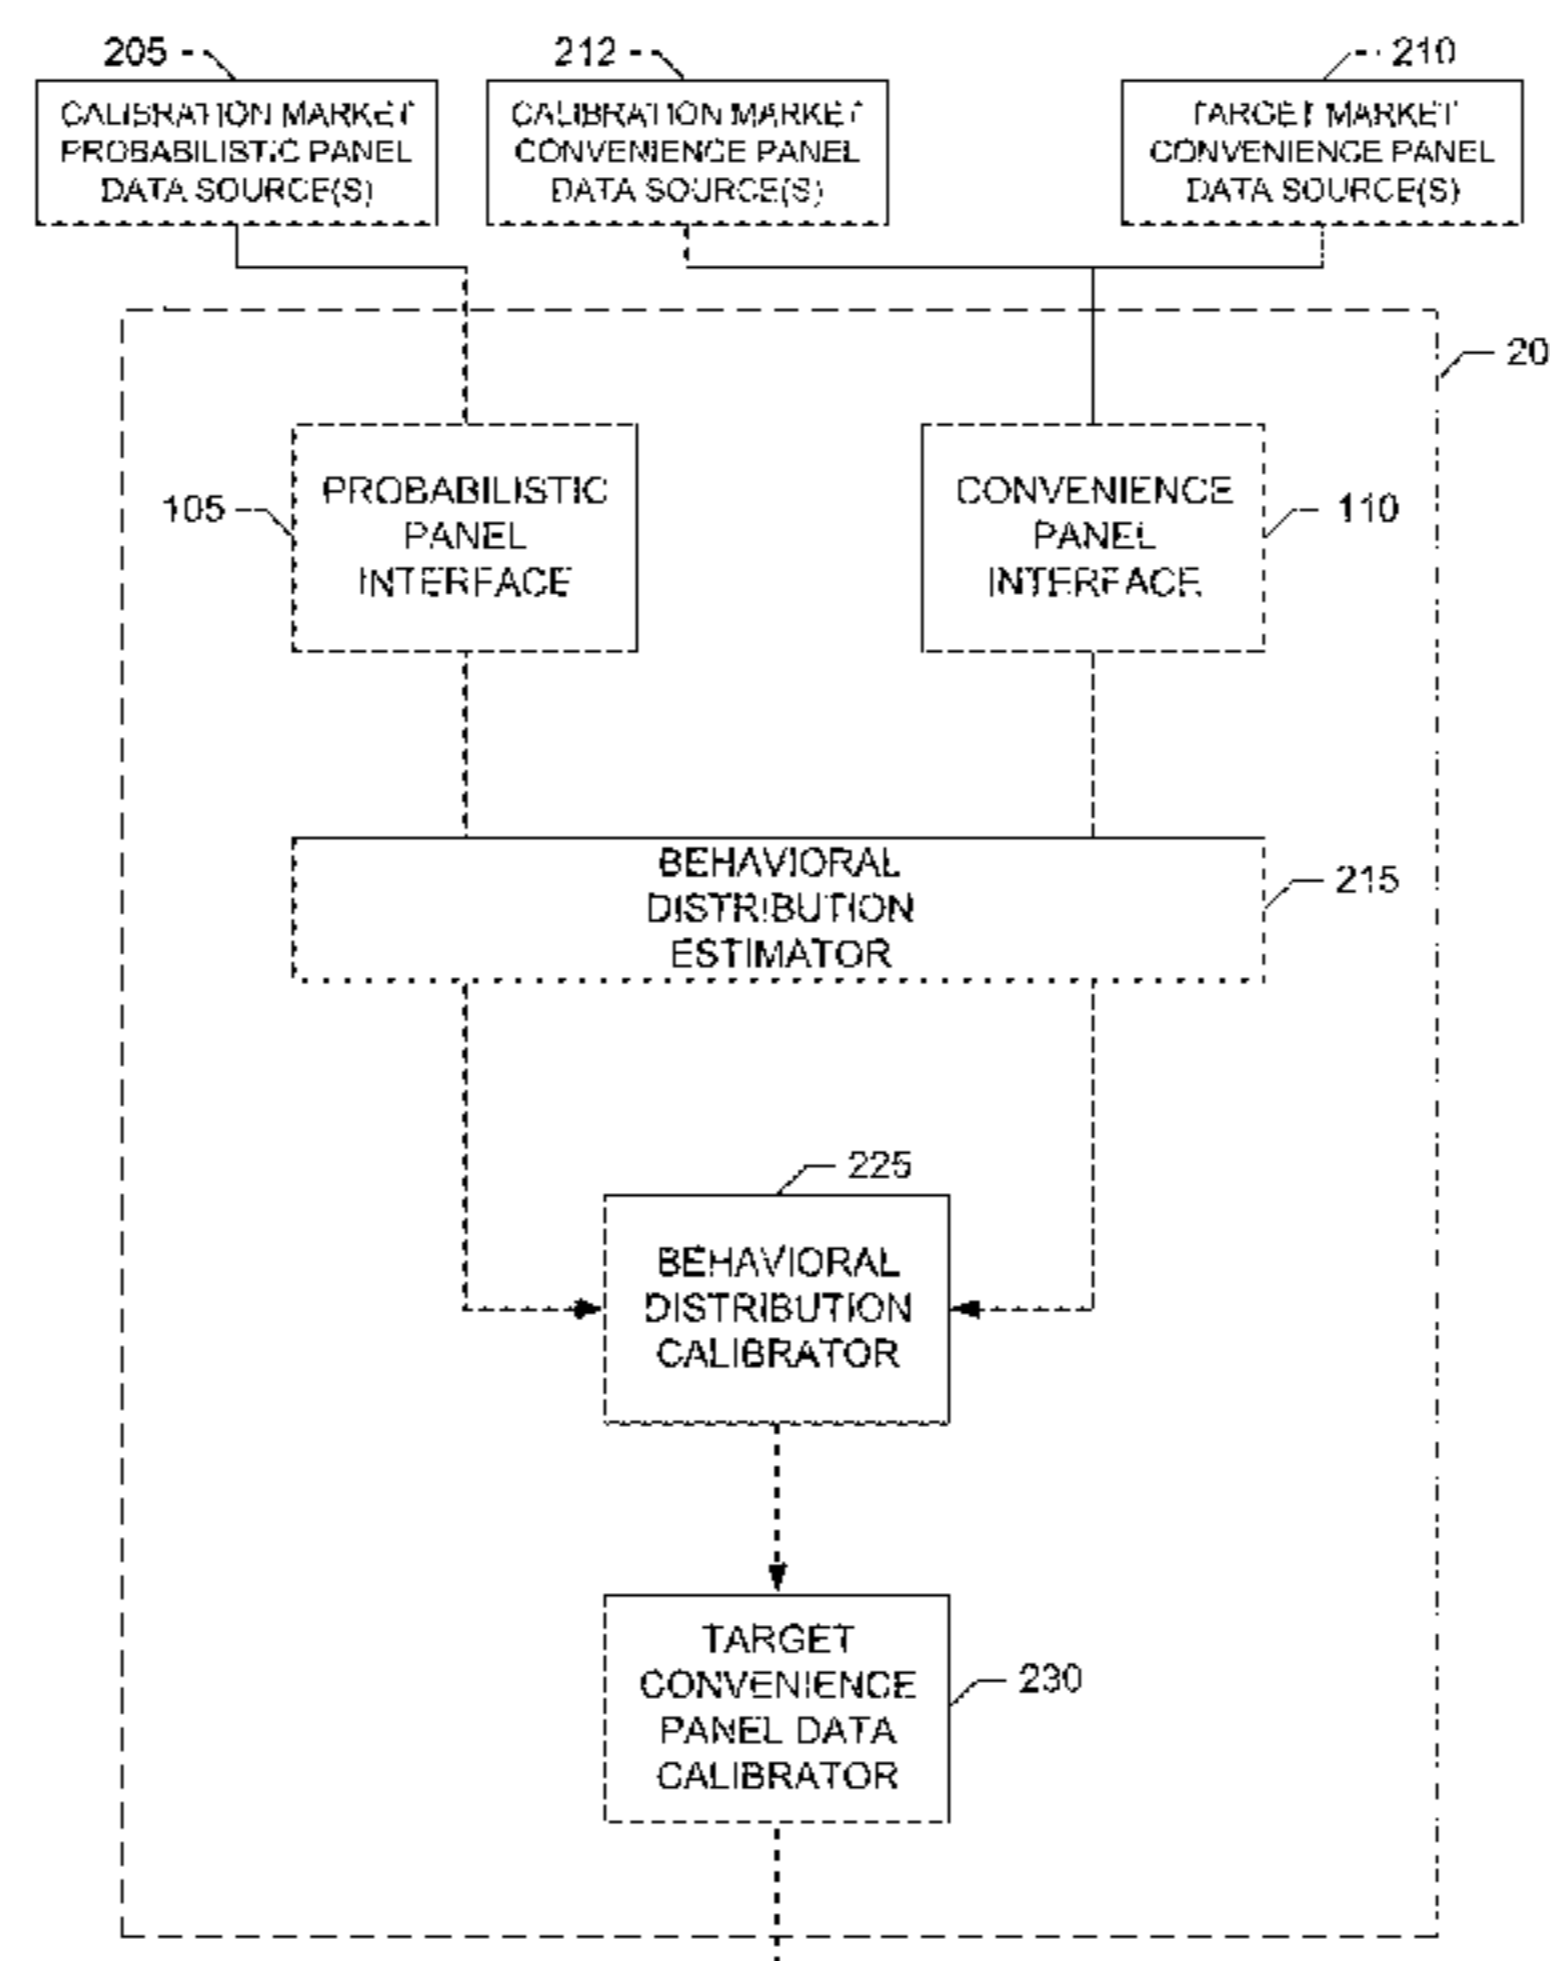 205
212
210
CALIBRATION MARKET
PROBABILISTIC PANEL
DATA SOURCE(S)
CALIBRATION MARKET
CONVENIENCE PANEL
DATA SOURCE(S)
TARGET MARKET
CONVENIENCE PANEL
DATA SOURCE(S)
20
105
PROBABILISTIC
PANEL
INTERFACE
CONVENIENCE
PANEL
INTERFACE
110
BEHAVIORAL
DISTRIBUTION
ESTIMATOR
215
225
BEHAVIORAL
DISTRIBUTION
CALIBRATOR
TARGET
CONVENIENCE
PANEL DATA
CALIBRATOR
230